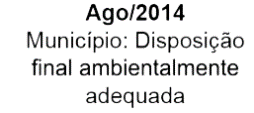 Ago/2014
Município: Disposição
final ambientalmente
adequada